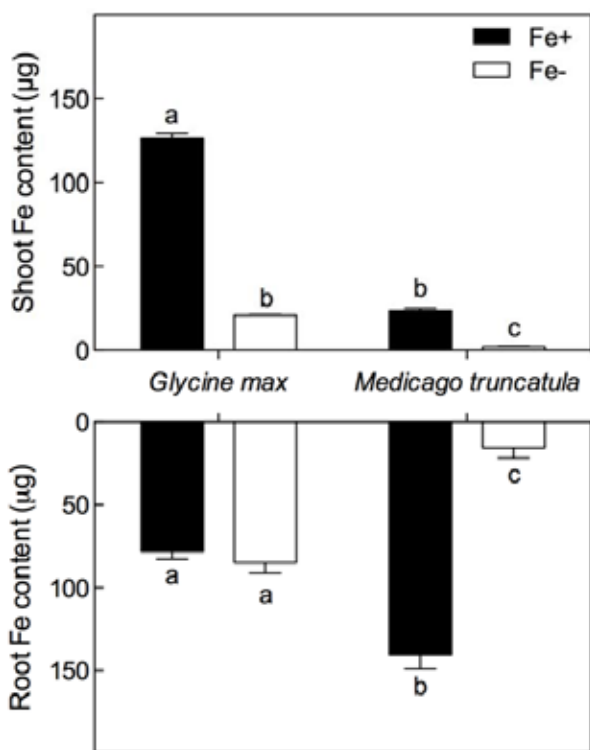 Fe+
Fe-
Shoot Fe content (µg)
150
100
50
0
a
b
b
c
Glycine max
Medicago truncatula
Root Fe content (µg)
0
50
100
150
a
a
b
c